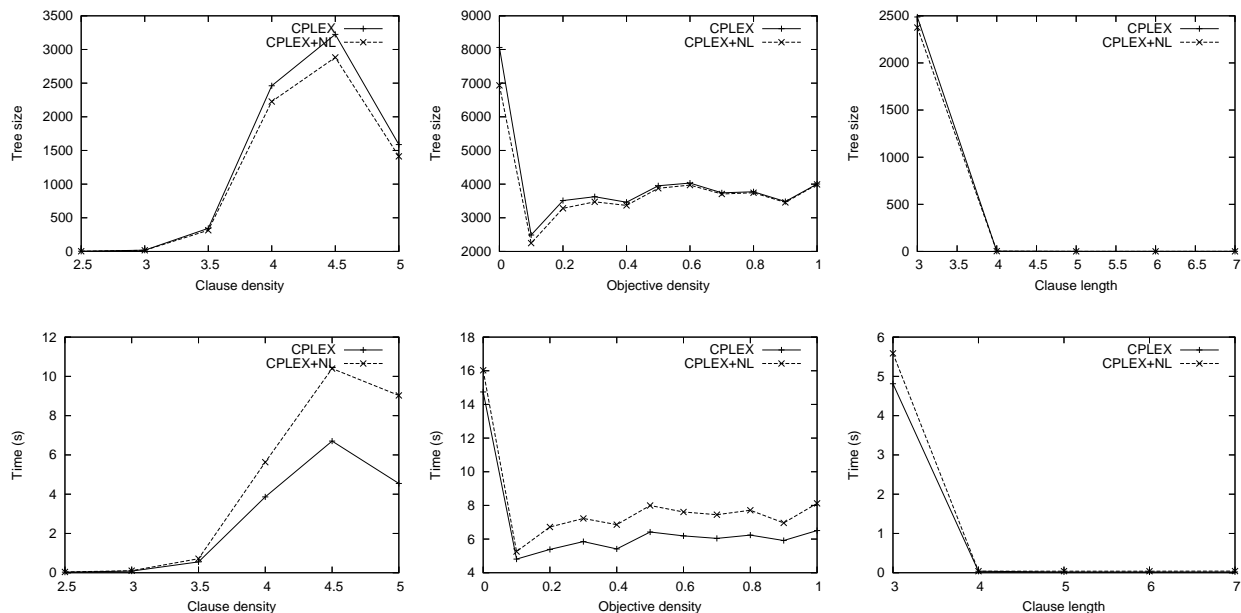 3500
3000
2500
2000
1500
1000
500
0
2.5 3 3.5 4 4.5 5
Tree size
Clause density
CPLEX
CPLEX+NL
9000
8000
7000
6000
5000
4000
3000
2000
0 0.2 0.4 0.6 0.8 1
Tree size
Objective density
CPLEX
CPLEX+NL
2500
2000
1500
1000
500
0
3 3.5 4 4.5 5 5.5 6 6.5 7
Tree size
Clause length
CPLEX
CPLEX+NL
12
10
8
6
4
2
0
2.5 3 3.5 4 4.5 5
Time (s)
Clause density
CPLEX
CPLEX+NL
18
16
14
12
10
8
6
4
0 0.2 0.4 0.6 0.8 1
Time (s)
Objective density
CPLEX
CPLEX+NL
6
5
4
3
2
1
0
3 4 5 6 7
Time (s)
Clause length
CPLEX
CPLEX+NL